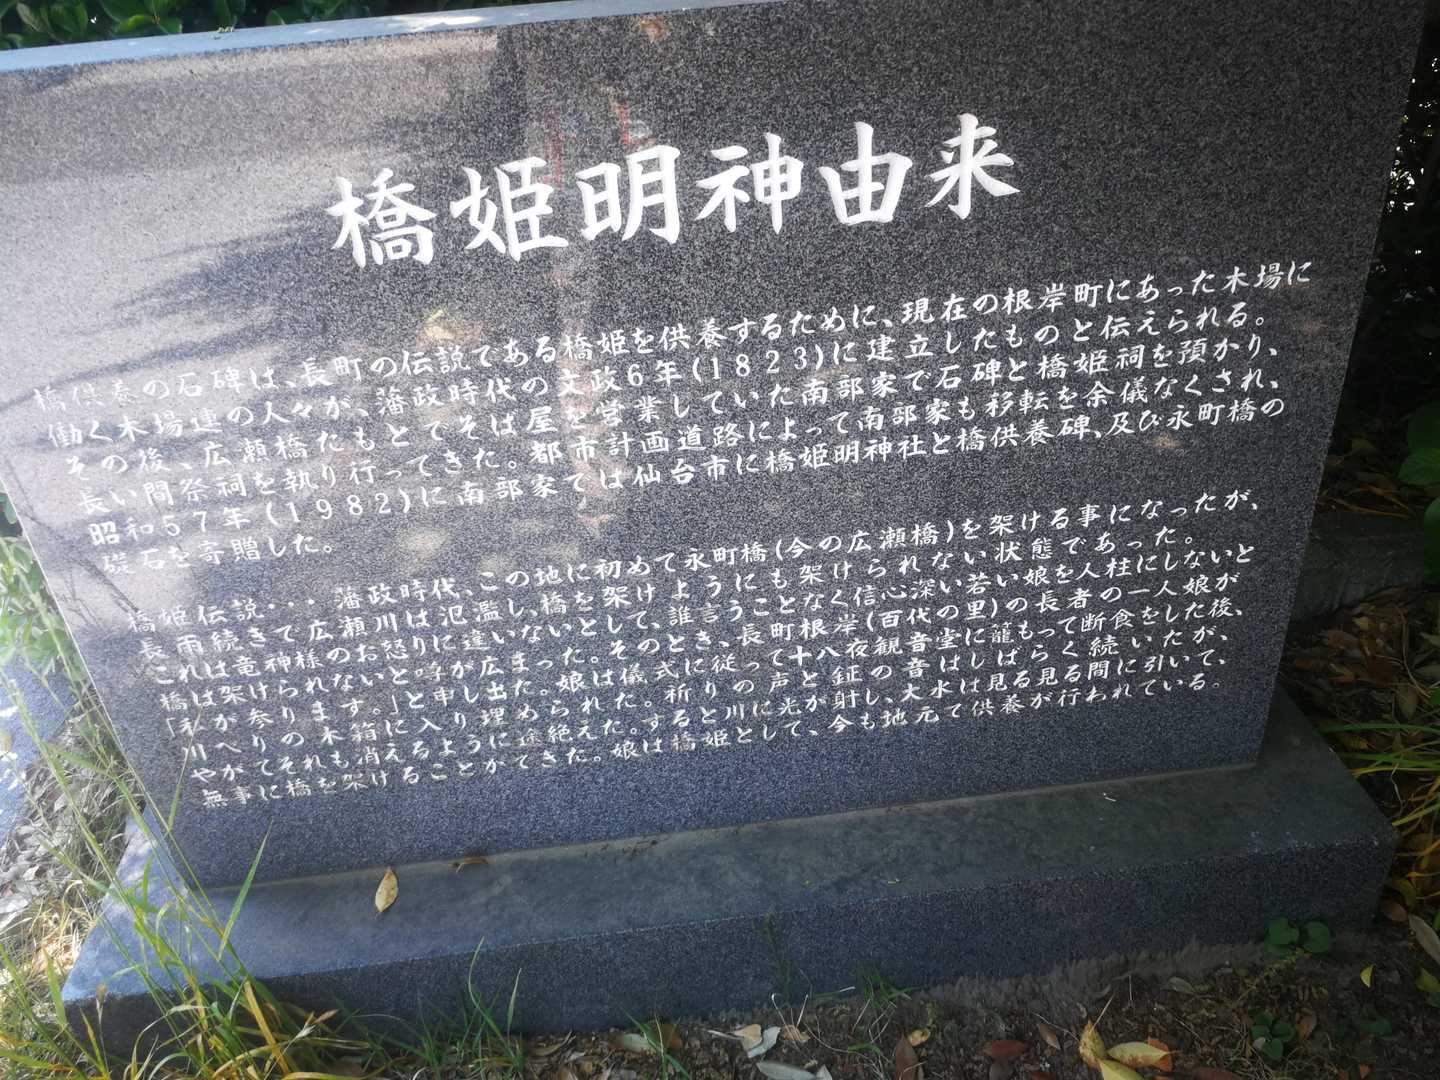 橋姫明神由来
橋供養の石碑は、長町の伝説である橋姫を供養するために、現在の根岸町にあった木場に
働く木場連の人々が、藩政時代の文政6年(1823)に建立したものと伝えられる。
その後、広瀬橋たもとでそば屋を営業していた南部家で石碑と橋姫祠を預かり、
長い間祭祠を執り行ってきた。都市計画道路によって南部家も移転を余儀なくされ、
昭和57年(1982)に南部家では仙台市に橋姫明神社と橋供養碑、及び永町橋の
礎石を寄贈した。
橋姫伝説・・・藩政時代、この地に初めて永町橋(今の広瀬橋)を架ける事になったが、
長雨続きで広瀬川は氾濫し、橋を架けようにも架けられない状態であった。
これは竜神様のお怒りに違いないとして、誰言うことなく信心深い若い娘を人柱にしないと
橋は架けられないと呼が広まった。そのとき、長町根岸(百代の里)の長者の一人娘が
「私が参ります。」と申し出た。娘は儀式に従って十八夜観音堂に籠もって断食をした後、
川べりの木箱に入り埋められた。祈りの声と鉦の音はしばらく続いたが、
やがてそれも消えるように途絶えた。すると川に光が射し、大水は見る見る間に引いて、
無事に橋を架けることができた。娘は橋姫として、今も地元で供養が行われている。